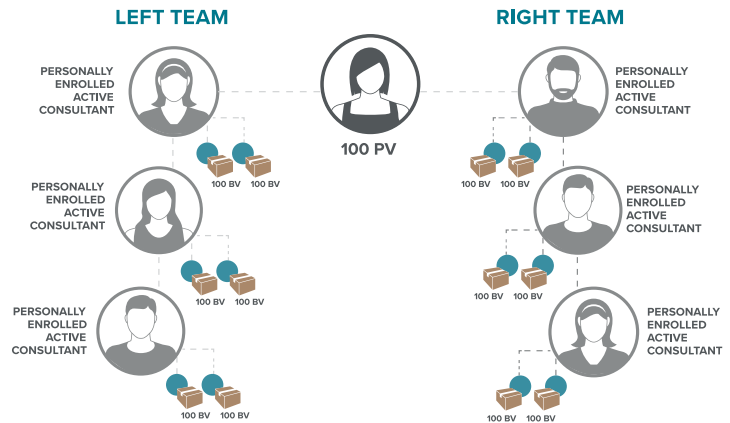 LEFT TEAM
RIGHT TEAM
PERSONALLY
ENROLLED
ACTIVE
CONSULTANT
100 PV
PERSONALLY
ENROLLED
ACTIVE
CONSULTANT
100 BV
100 BV
100 BV
100 BV
PERSONALLY
ENROLLED
ACTIVE
CONSULTANT
PERSONALLY
ENROLLED
ACTIVE
CONSULTANT
100 BV
100 BV
100 BV
100 BV
PERSONALLY
ENROLLED
ACTIVE
CONSULTANT
PERSONALLY
ENROLLED
ACTIVE
CONSULTANT
100 BV
100 BV
100 BV
100 BV